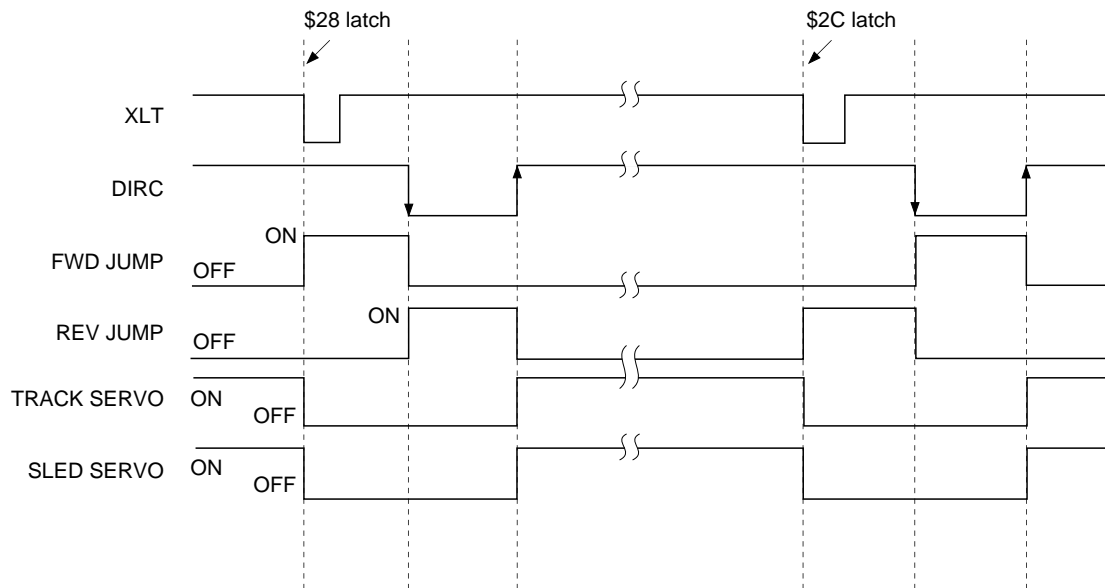 $28 latch
$2C latch
XLT
DIRC
ON
FWD JUMP
OFF
ON
REV JUMP
OFF
TRACK SERVO
ON
OFF
SLED SERVO
ON
OFF